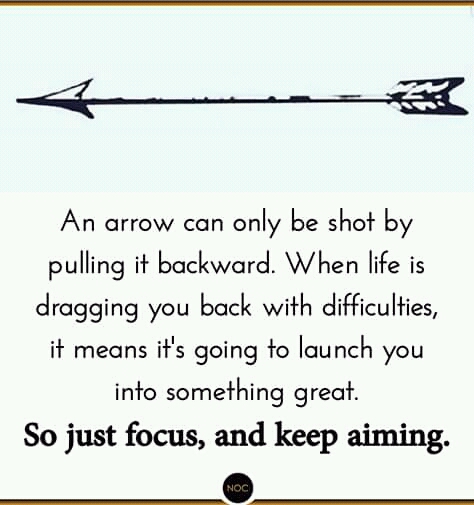 An arrow can only be shot by
pulling it backward. When life is
dragging you back with difficulties,
it means it's going to launch you
into something great.
So just focus, and keep aiming.
NOC